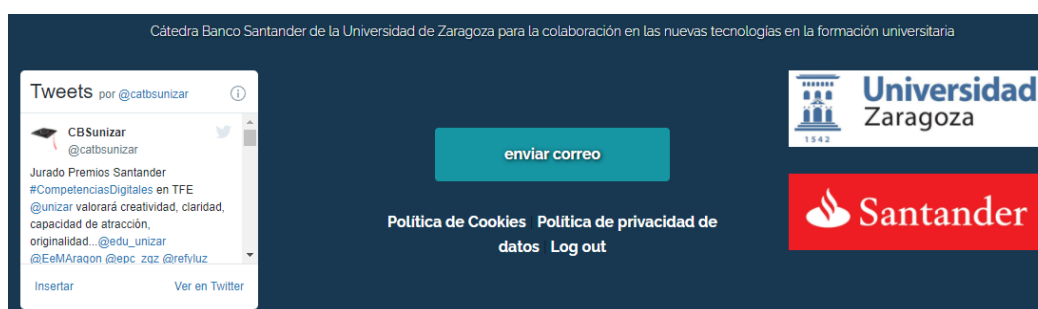 Cátedra Banco Santander de la Universidad de Zaragoza para la colaboración en las nuevas tecnologías en la formación universitaria
Tweets por @catbsunizar
CBSunizar
@catbsunizar
Jurado Premios Santander
#CompetenciasDigitales en TFE
@unizar valorará creatividad, claridad,
capacidad de atracción,
originalidad...@edu_unizar
@EeMAragon @epc_zgz @refyluz
Insertar
Ver en Twitter
enviar correo
Política de Cookies Política de privacidad de
datos Log out
Universidad
Zaragoza
1542
Santander